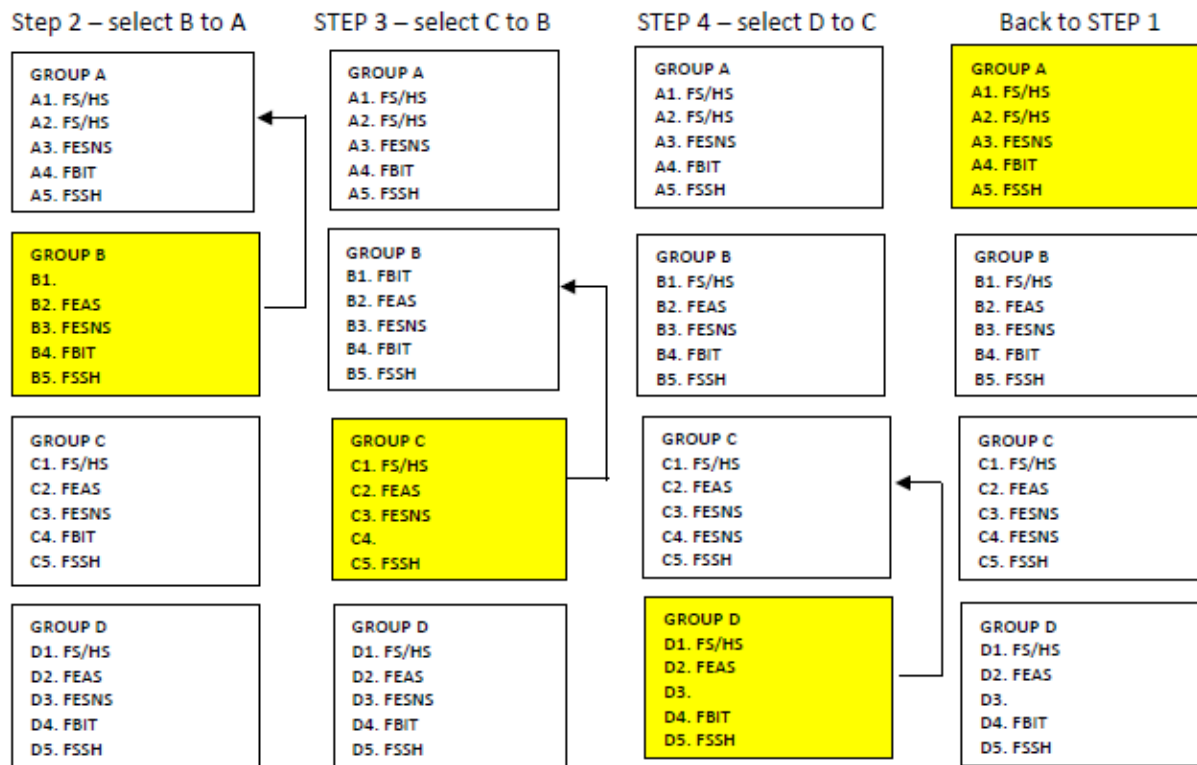 Step 2 – select B to A
GROUP A
A1. FS/HS
A2. FS/HS
A3. FESNS
A4. FBIT
A5. FSSH
GROUP B
B1.
B2. FEAS
B3. FESNS
B4. FBIT
B5. FSSH
GROUP C
C1. FS/HS
C2. FEAS
C3. FESNS
C4. FBIT
C5. FSSH
GROUP D
D1. FS/HS
D2. FEAS
D3. FESNS
D4. FBIT
D5. FSSH
STEP 3 – select C to B
GROUP A
A1. FS/HS
A2. FS/HS
A3. FESNS
A4. FBIT
A5. FSSH
GROUP B
B1. FBIT
B2. FEAS
B3. FESNS
B4. FBIT
B5. FSSH
GROUP C
C1. FS/HS
C2. FEAS
C3. FESNS
C4.
C5. FSSH
GROUP D
D1. FS/HS
D2. FEAS
D3. FESNS
D4. FBIT
D5. FSSH
STEP 4 – select D to C
GROUP A
A1. FS/HS
A2. FS/HS
A3. FESNS
A4. FBIT
A5. FSSH
GROUP B
B1. FS/HS
B2. FEAS
B3. FESNS
B4. FBIT
B5. FSSH
GROUP C
C1. FS/HS
C2. FEAS
C3. FESNS
C4. FESNS
C5. FSSH
GROUP D
D1. FS/HS
D2. FEAS
D3.
D4. FBIT
D5. FSSH
Back to STEP 1
GROUP A
A1. FS/HS
A2. FS/HS
A3. FESNS
A4. FBIT
A5. FSSH
GROUP B
B1. FS/HS
B2. FEAS
B3. FESNS
B4. FBIT
B5. FSSH
GROUP C
C1. FS/HS
C2. FEAS
C3. FESNS
C4. FESNS
C5. FSSH
GROUP D
D1. FS/HS
D2. FEAS
D3.
D4. FBIT
D5. FSSH